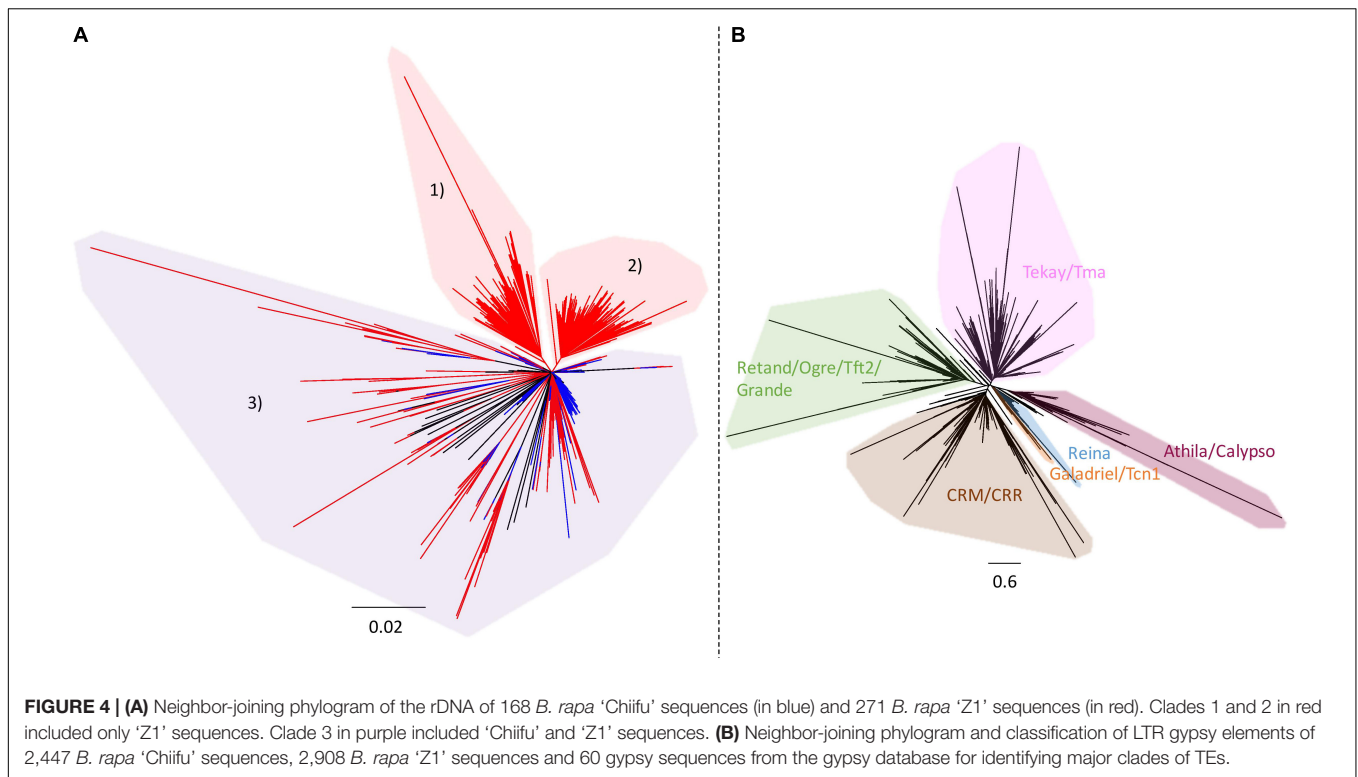 A
B
1)
2)
3)
0.02
Tekay/Tma
Retand/Ogre/Tft2/
Grande
Reina
Athila/Calypso
Galadriel/Tcn1
CRM/CRR
0.6
FIGURE 4 | (A) Neighbor-joining phylogram of the rDNA of 168 B. rapa ‘Chiifu’ sequences (in blue) and 271 B. rapa ‘Z1’ sequences (in red). Clades 1 and 2 in red
included only ‘Z1’ sequences. Clade 3 in purple included ‘Chiifu’ and ‘Z1’ sequences. (B) Neighbor-joining phylogram and classification of LTR gypsy elements of
2,447 B. rapa ‘Chiifu’ sequences, 2,908 B. rapa ‘Z1’ sequences and 60 gypsy sequences from the gypsy database for identifying major clades of TEs.